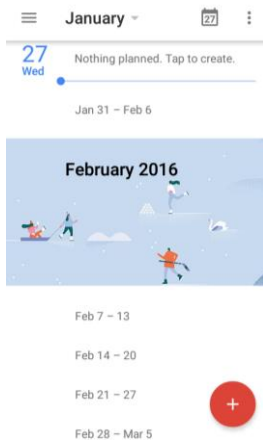 January
27
27
Wed
Nothing planned. Tap to create.
Jan 31 – Feb 6
February 2016
Feb 7 – 13
Feb 14 – 20
Feb 21 – 27
Feb 28 – Mar 5